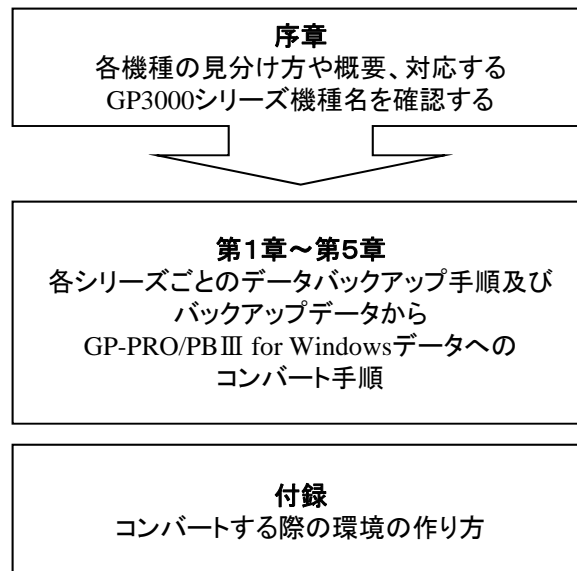 序章
各機種の見分け方や概要、対応する
GP3000シリーズ機種名を確認する
第1章～第5章
各シリーズごとのデータバックアップ手順及び
バックアップデータから
GP-PRO/PBⅢ for Windowsデータへの
コンバート手順
付録
コンバートする際の環境の作り方